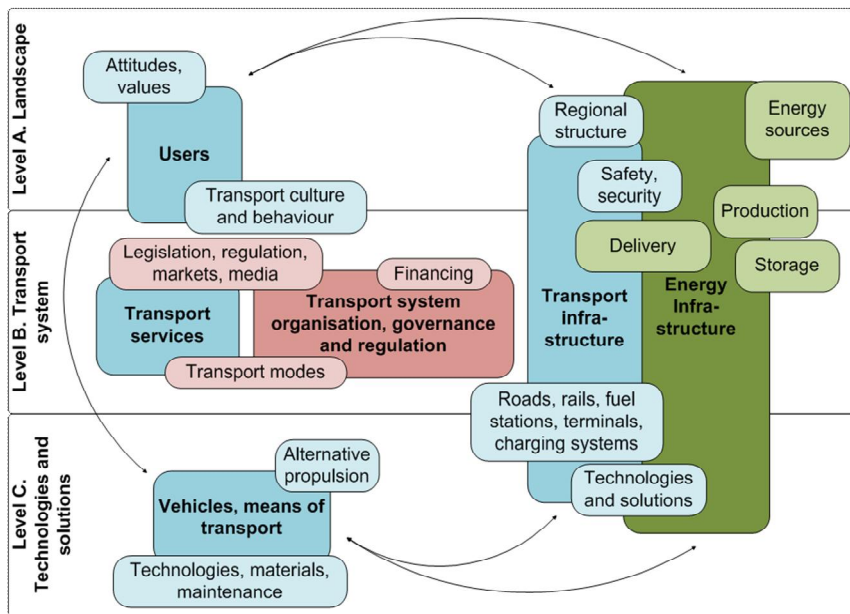 Level A. Landscape
Attitudes,
values
Users
Transport culture
and behaviour
Regional
structure
Safety,
security
Energy
sources
Production
Level B. Transport
system
Legislation, regulation,
markets, media
Financing
Transport
services
Transport system
organisation, governance
and regulation
Transport modes
Delivery
Storage
Transport
infra-
structure
Energy
Infra-
structure
Roads, rails, fuel
stations, terminals,
charging systems
Level C.
Technologies and
solutions
Alternative
propulsion
Vehicles, means of
transport
Technologies, materials,
maintenance
Technologies
and solutions